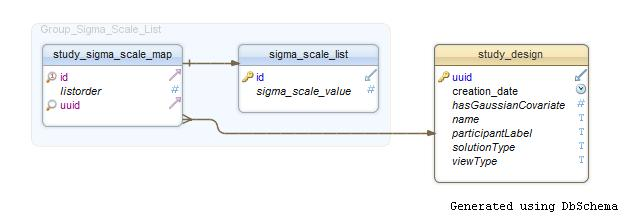 Group_Sigma_Scale_List
study_sigma_scale_map
id
listorder #
uuid
sigma_scale_list
id
sigma_scale_value #
study_design
uuid
creation_date
hasGaussianCovariate #
name T
participantLabel T
solutionType T
viewType T
Generated using DbSchema